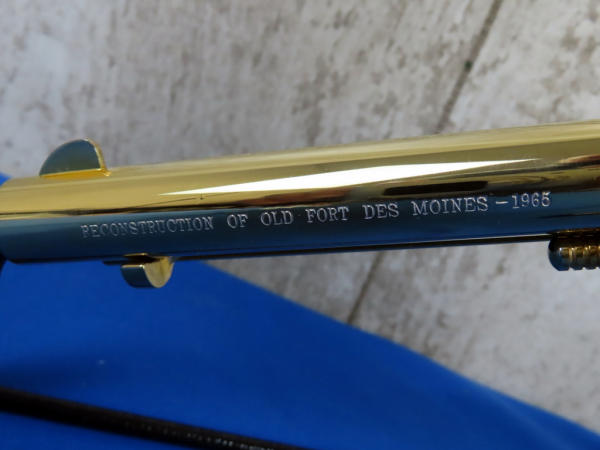 RECONSTRUCTION OF OLD FORT DES MOINES - 1965